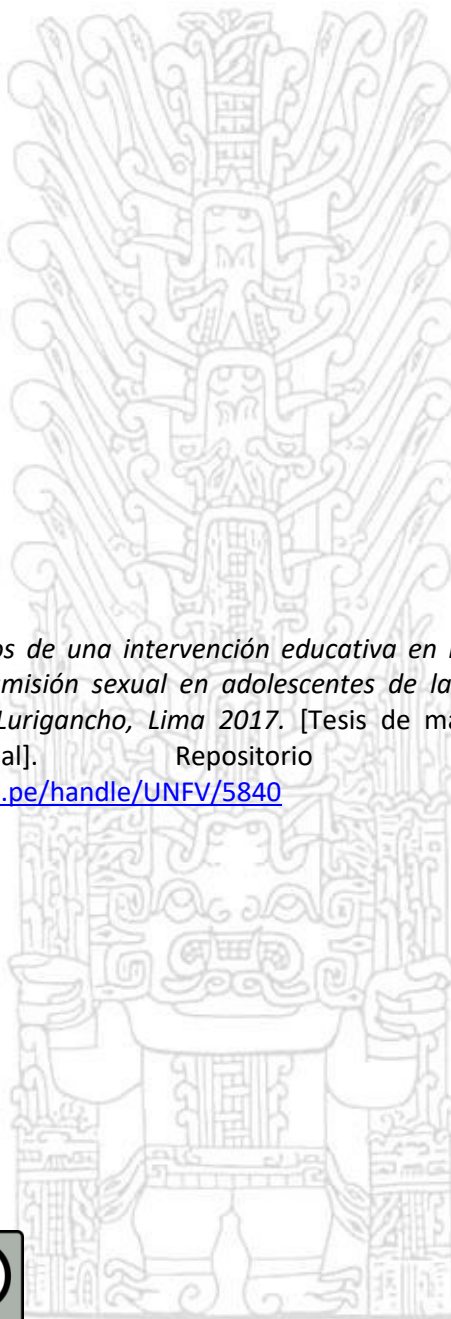 os de una intervención educativa en
misión sexual en adolescentes de la
Lurigancho, Lima 2017. [Tesis de ma
al]. Repositorio
.pe/handle/UNFV/5840